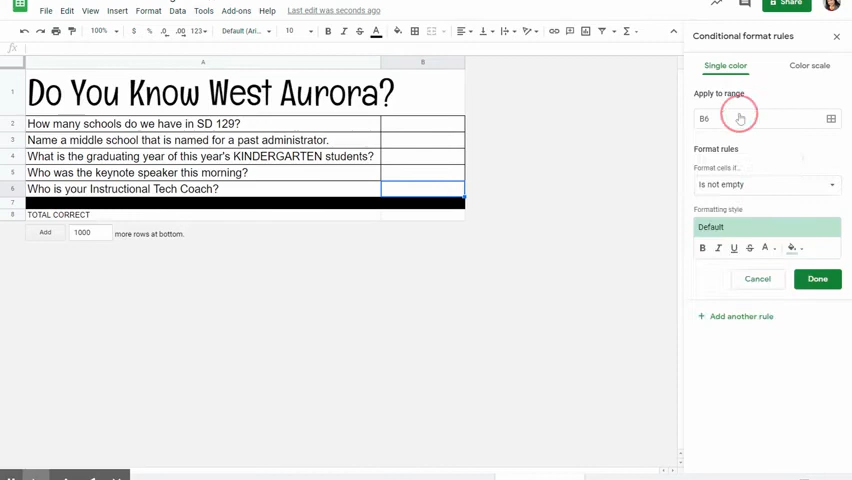 File Edit View Insert Format Data Tools Add-ons Help Last edit was seconds ago
Share
100% $ % .0 .00 123 Default (Ari... 10 B I S A
fx
Conditional format rules
A B
Single color Color scale
1 Do You Know West Aurora?
Apply to range
B6
2 How many schools do we have in SD 129?
3 Name a middle school that is named for a past administrator.
4 What is the graduating year of this year's KINDERGARTEN students?
5 Who was the keynote speaker this morning?
6 Who is your Instructional Tech Coach?
7
8 TOTAL CORRECT
Add 1000 more rows at bottom.
Format rules
Format cells if...
Is not empty
Formatting style
Default
B I U S A
Cancel Done
+ Add another rule